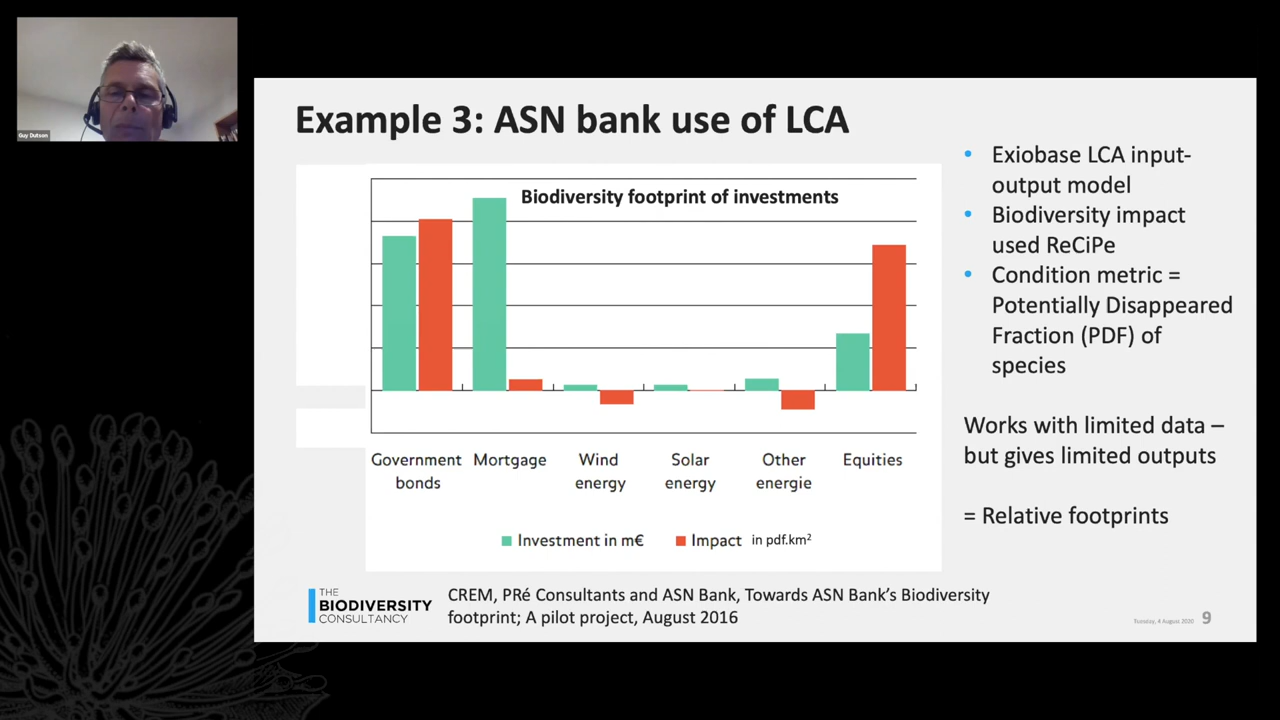 Guy Dutson
Example 3: ASN bank use of LCA
Biodiversity footprint of investments
Government
bonds
Mortgage
Wind
energy
Solar
energy
Other
energie
Equities
Investment in m€
Impact in pdf.km²
• Exiobase LCA input-
output model
• Biodiversity impact
used ReCiPe
• Condition metric =
Potentially Disappeared
Fraction (PDF) of
species
Works with limited data –
but gives limited outputs
= Relative footprints
THE
BIODIVERSITY
CONSULTANCY
CREM, PRé Consultants and ASN Bank, Towards ASN Bank's Biodiversity
footprint; A pilot project, August 2016
Tuesday, 4 August 2020
9